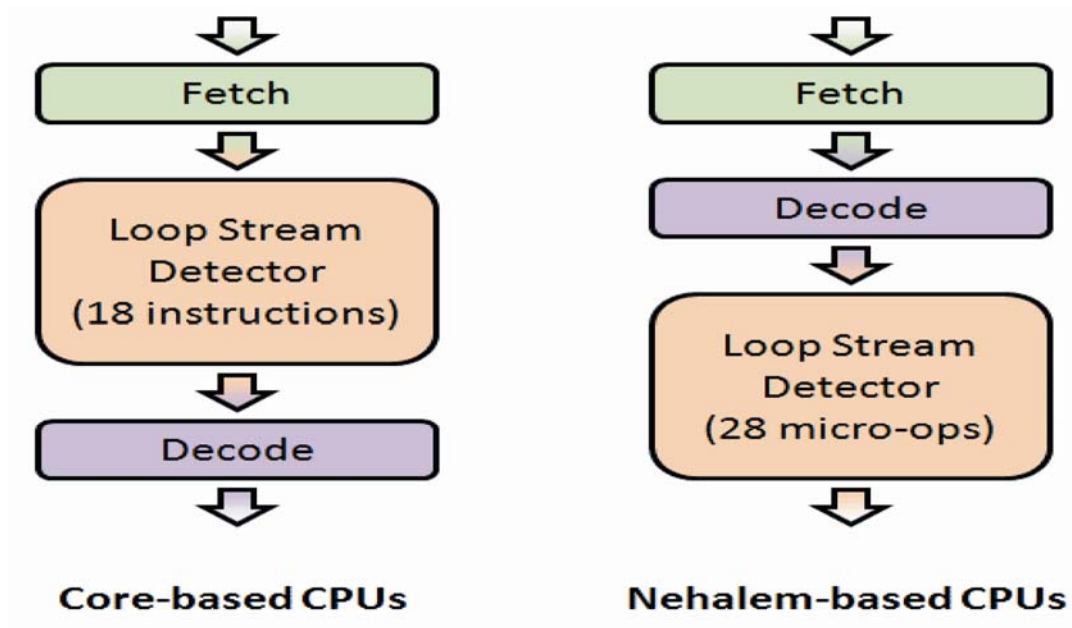 Fetch
Loop Stream
Detector
(18 instructions)
Decode
Core-based CPUs
Fetch
Decode
Loop Stream
Detector
(28 micro-ops)
Nehalem-based CPUs